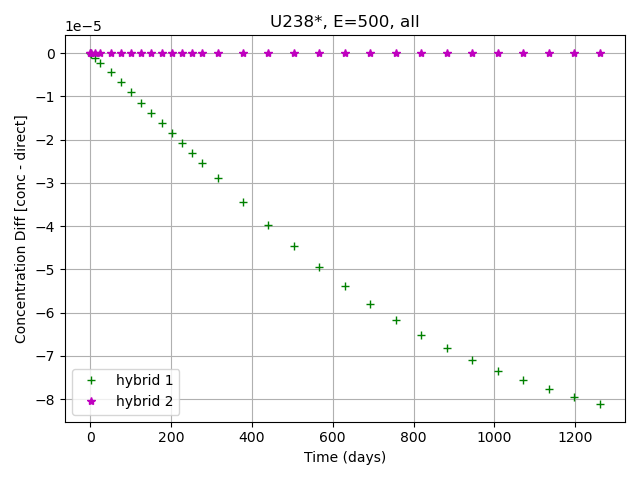 U238*, E=500, all
1e−5
Concentration Diff [conc - direct]
0
−1
−2
−3
−4
−5
−6
−7
−8
hybrid 1
hybrid 2
0 200 400 600 800 1000 1200
Time (days)